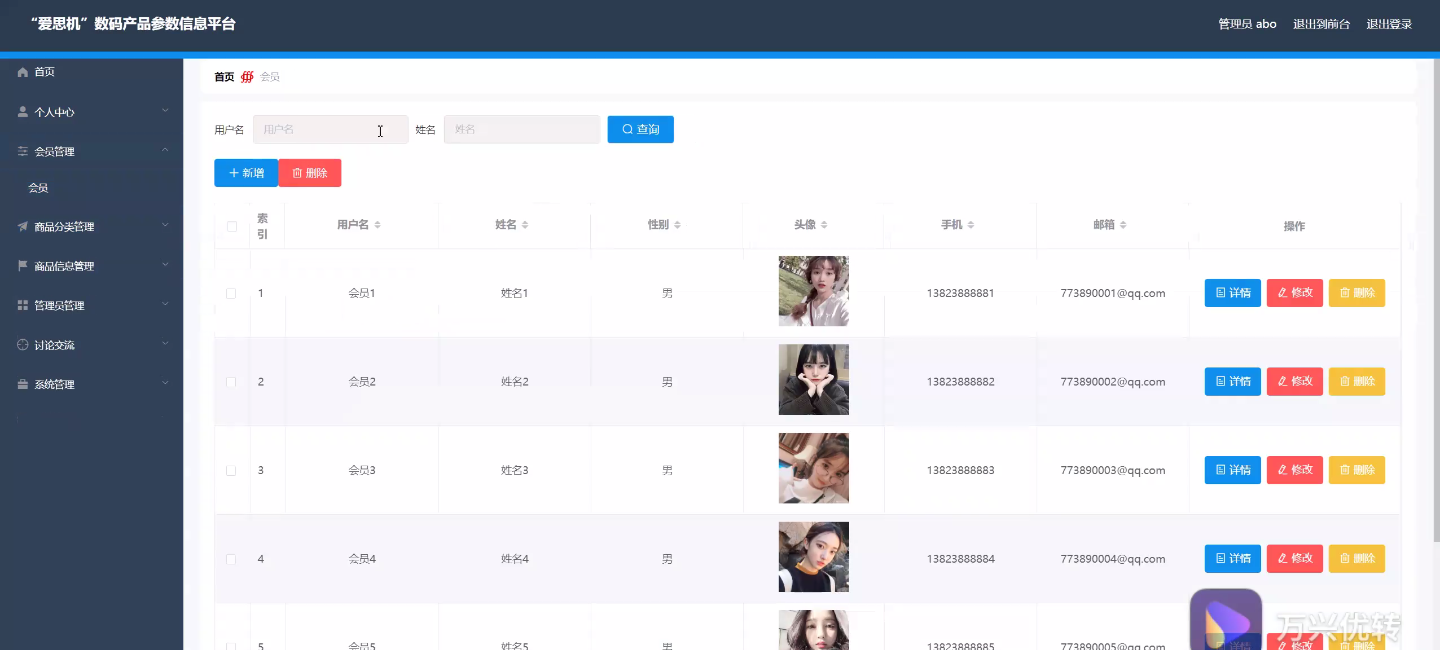 “爱思机”数码产品参数信息平台
管理员 abo 退出到前台 退出登录
首页
个人中心
会员管理
会员
商品分类管理
商品信息管理
管理员管理
讨论交流
系统管理
首页 会员
用户名 用户名 姓名 姓名 查询
新增 删除
索引 用户名 姓名 性别 头像 手机 邮箱 操作
1 会员1 姓名1 男 13823888881 773890001@qq.com 详情 修改 删除
2 会员2 姓名2 男 13823888882 773890002@qq.com 详情 修改 删除
3 会员3 姓名3 男 13823888883 773890003@qq.com 详情 修改 删除
4 会员4 姓名4 男 13823888884 773890004@qq.com 详情 修改 删除
5 会员5 姓名5 男 13823888885 773890005@qq.com 详情 修改 删除
万兴优转